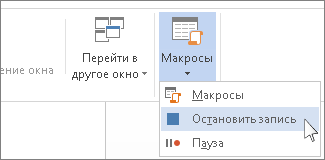 Перейти в
другое окно
Макросы
ение окна
Макросы
Остановить запись
Пауза